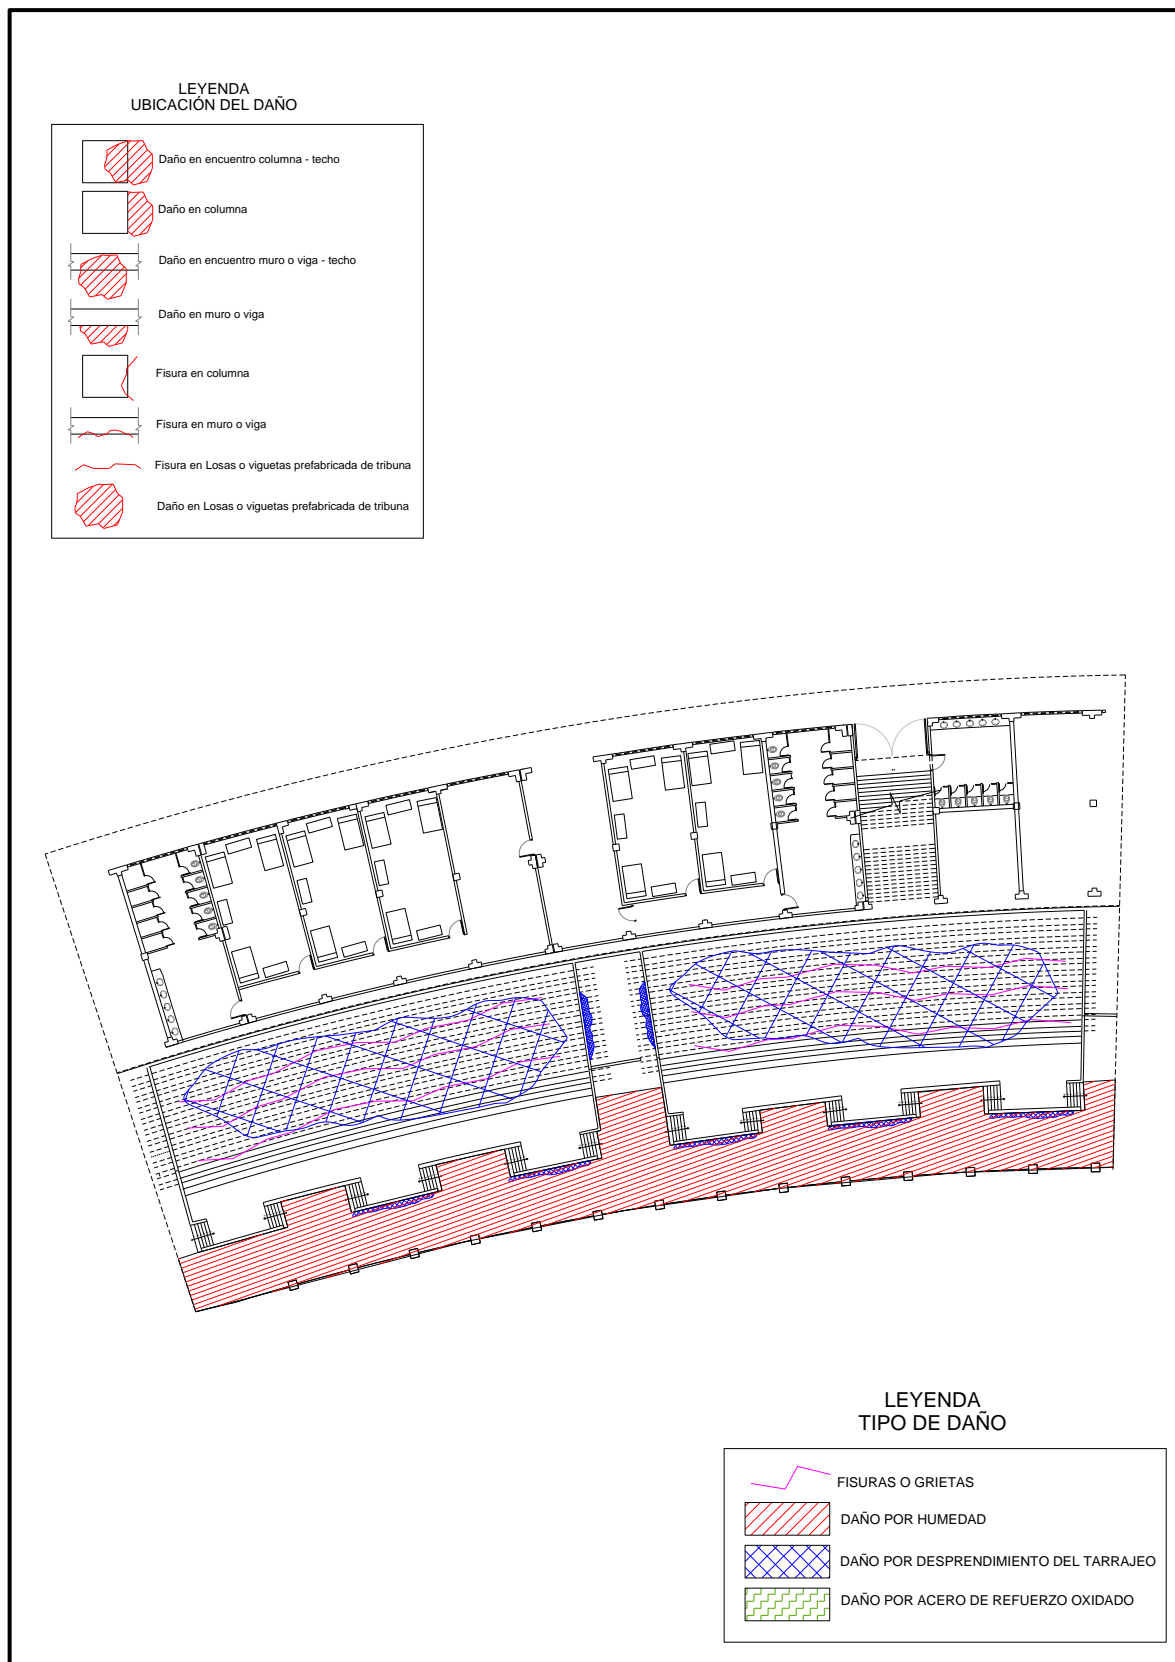 LEYENDA
UBICACIÓN DEL DAÑO
Daño en encuentro columna - techo
Daño en columna
Daño en encuentro muro o viga - techo
Daño en muro o viga
Fisura en columna
Fisura en muro o viga
Fisura en Losas o viguetas prefabricada de tribuna
Daño en Losas o viguetas prefabricada de tribuna
LEYENDA
TIPO DE DAÑO
FISURAS O GRIETAS
DAÑO POR HUMEDAD
DAÑO POR DESPRENDIMIENTO DEL TARRAJEO
DAÑO POR ACERO DE REFUERZO OXIDADO